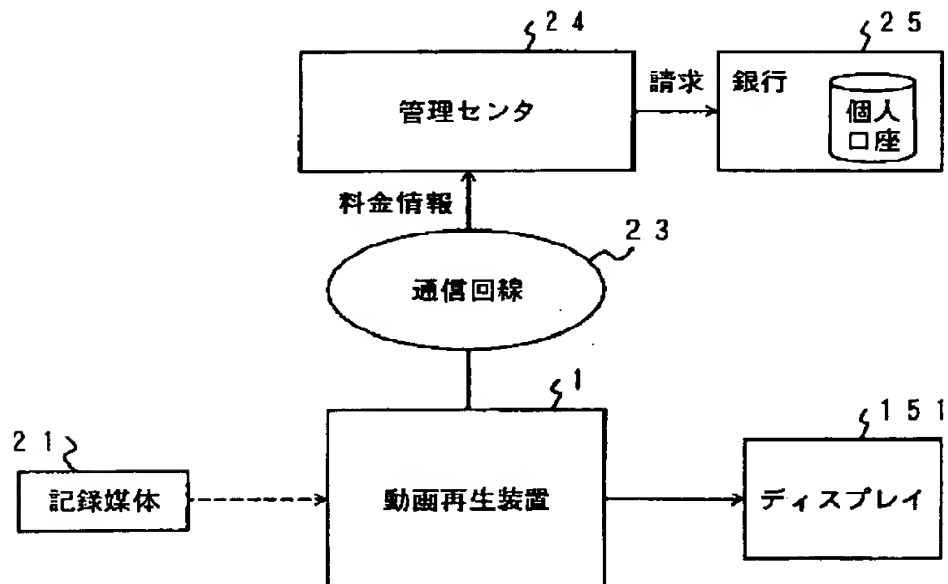 24
25
管理センタ
請求
銀行
個人
口座
料金情報
23
通信回線
1
151
21
記録媒体
動画再生装置
ディスプレイ